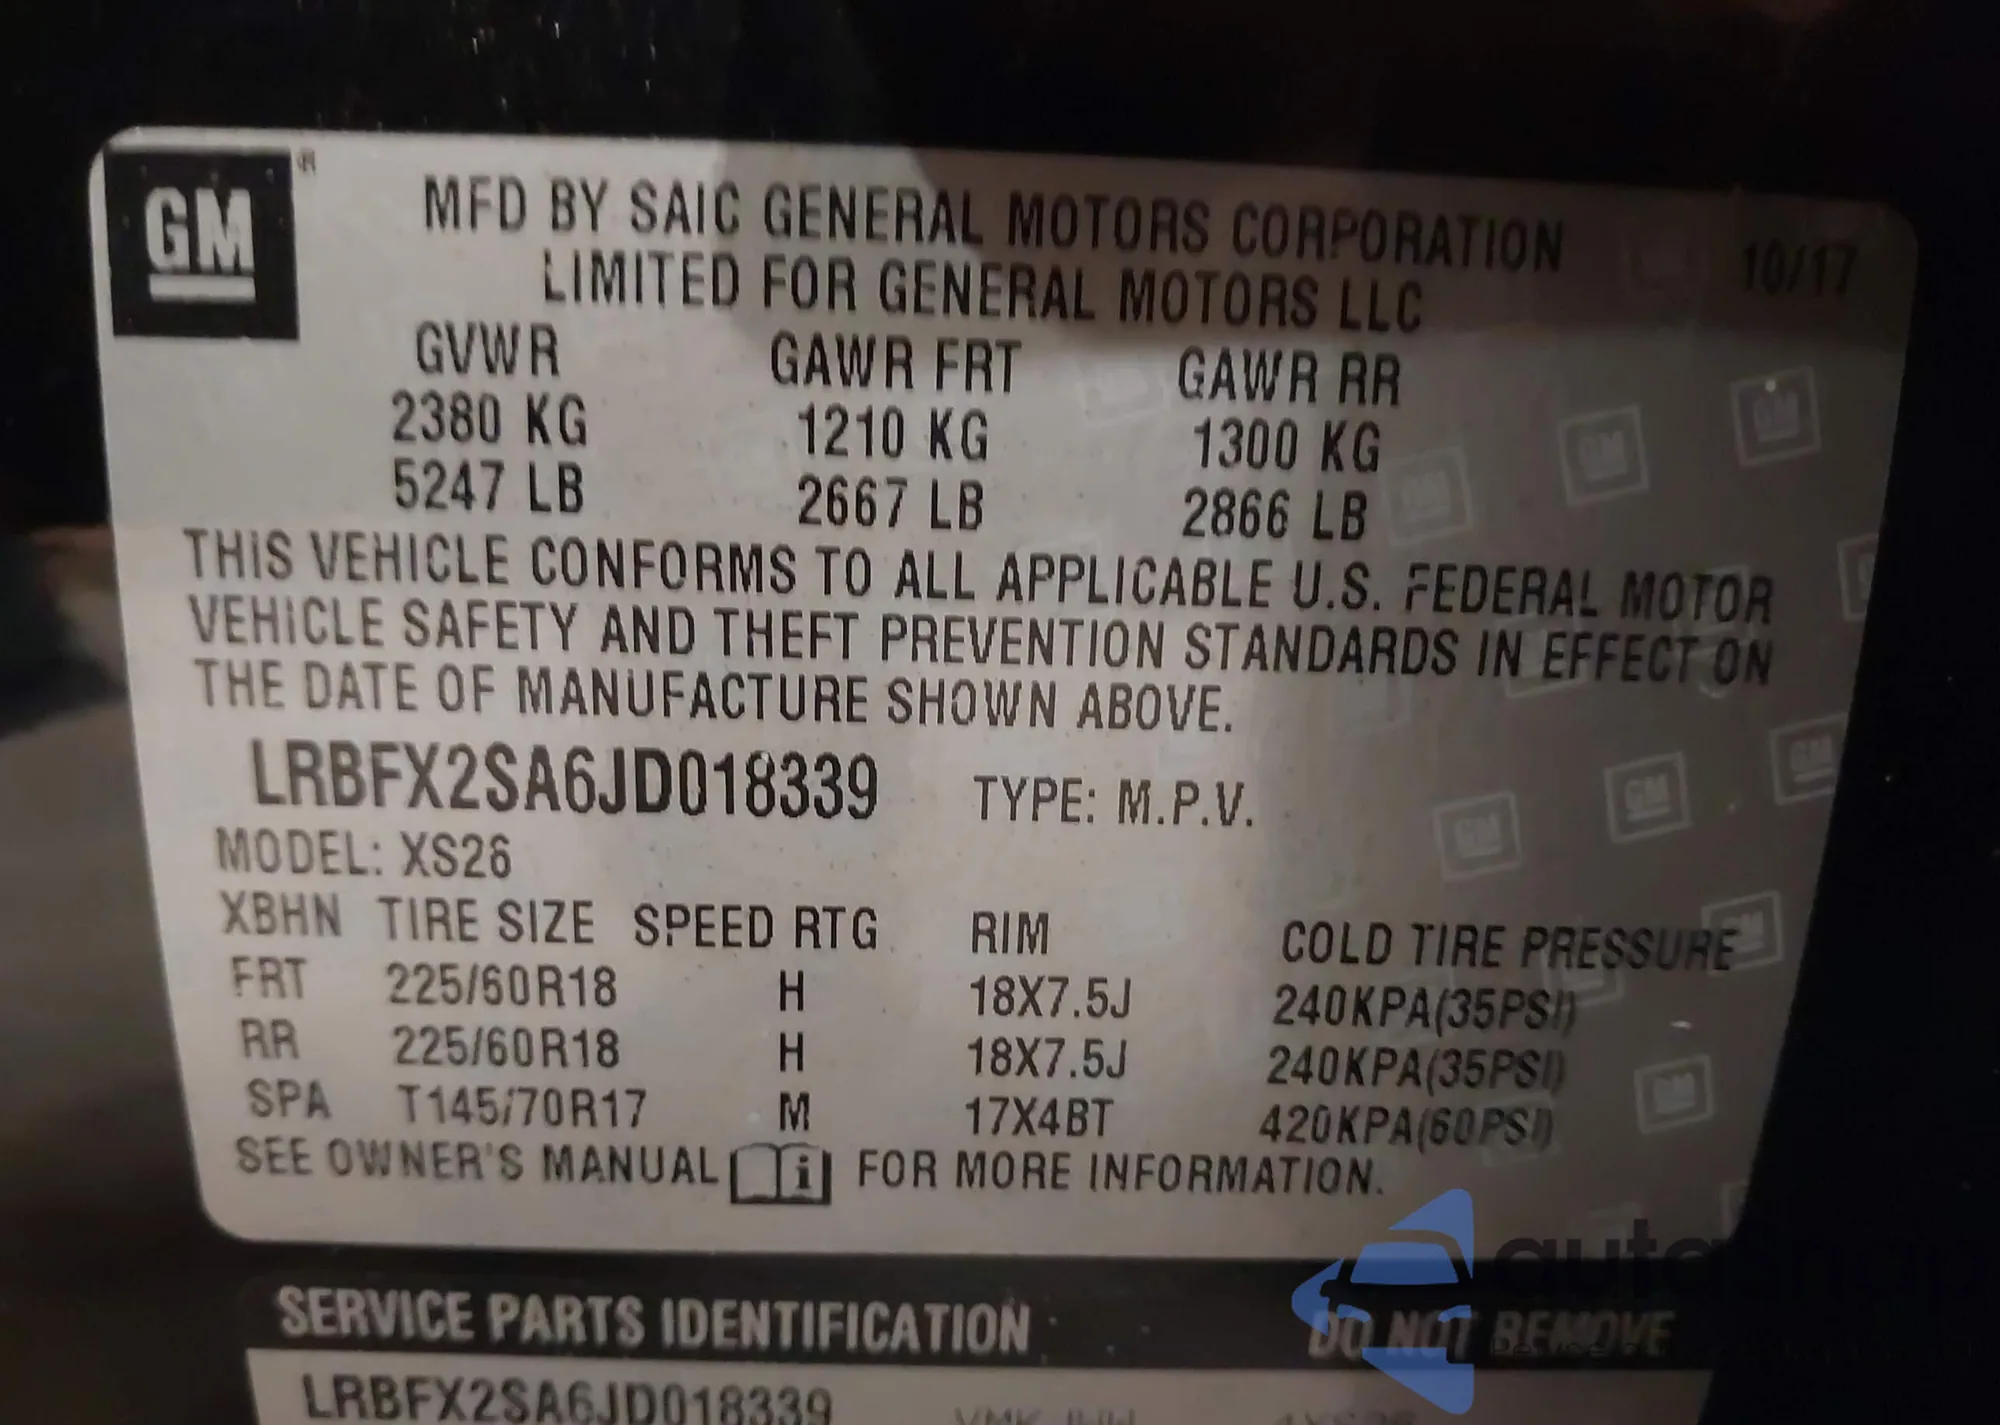 GM ®
MFD BY SAIC GENERAL MOTORS CORPORATION
LIMITED FOR GENERAL MOTORS LLC
10/17
GVWR GAWR FRT GAWR RR
2380 KG 1210 KG 1300 KG
5247 LB 2667 LB 2866 LB
THIS VEHICLE CONFORMS TO ALL APPLICABLE U.S. FEDERAL MOTOR
VEHICLE SAFETY AND THEFT PREVENTION STANDARDS IN EFFECT ON
THE DATE OF MANUFACTURE SHOWN ABOVE.
LRBFX2SA6JD018339 TYPE: M.P.V.
MODEL: XS26
XBHN TIRE SIZE SPEED RTG RIM COLD TIRE PRESSURE
FRT 225/60R18 H 18X7.5J 240KPA(35PSI)
RR 225/60R18 H 18X7.5J 240KPA(35PSI)
SPA T145/70R17 M 17X4BT 420KPA(60PSI)
SEE OWNER'S MANUAL i FOR MORE INFORMATION.
SERVICE PARTS IDENTIFICATION DO NOT REMOVE
LRBFX2SA6JD018339